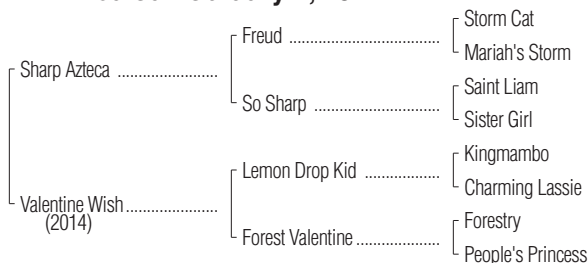 Storm Cat
Freud ................................
Mariah's Storm
Sharp Azteca .....................
Saint Liam
So Sharp ...........................
Sister Girl
Kingmambo
Lemon Drop Kid .................
Charming Lassie
Valentine Wish ...................
(2014)
Forestry
Forest Valentine ..................
People's Princess